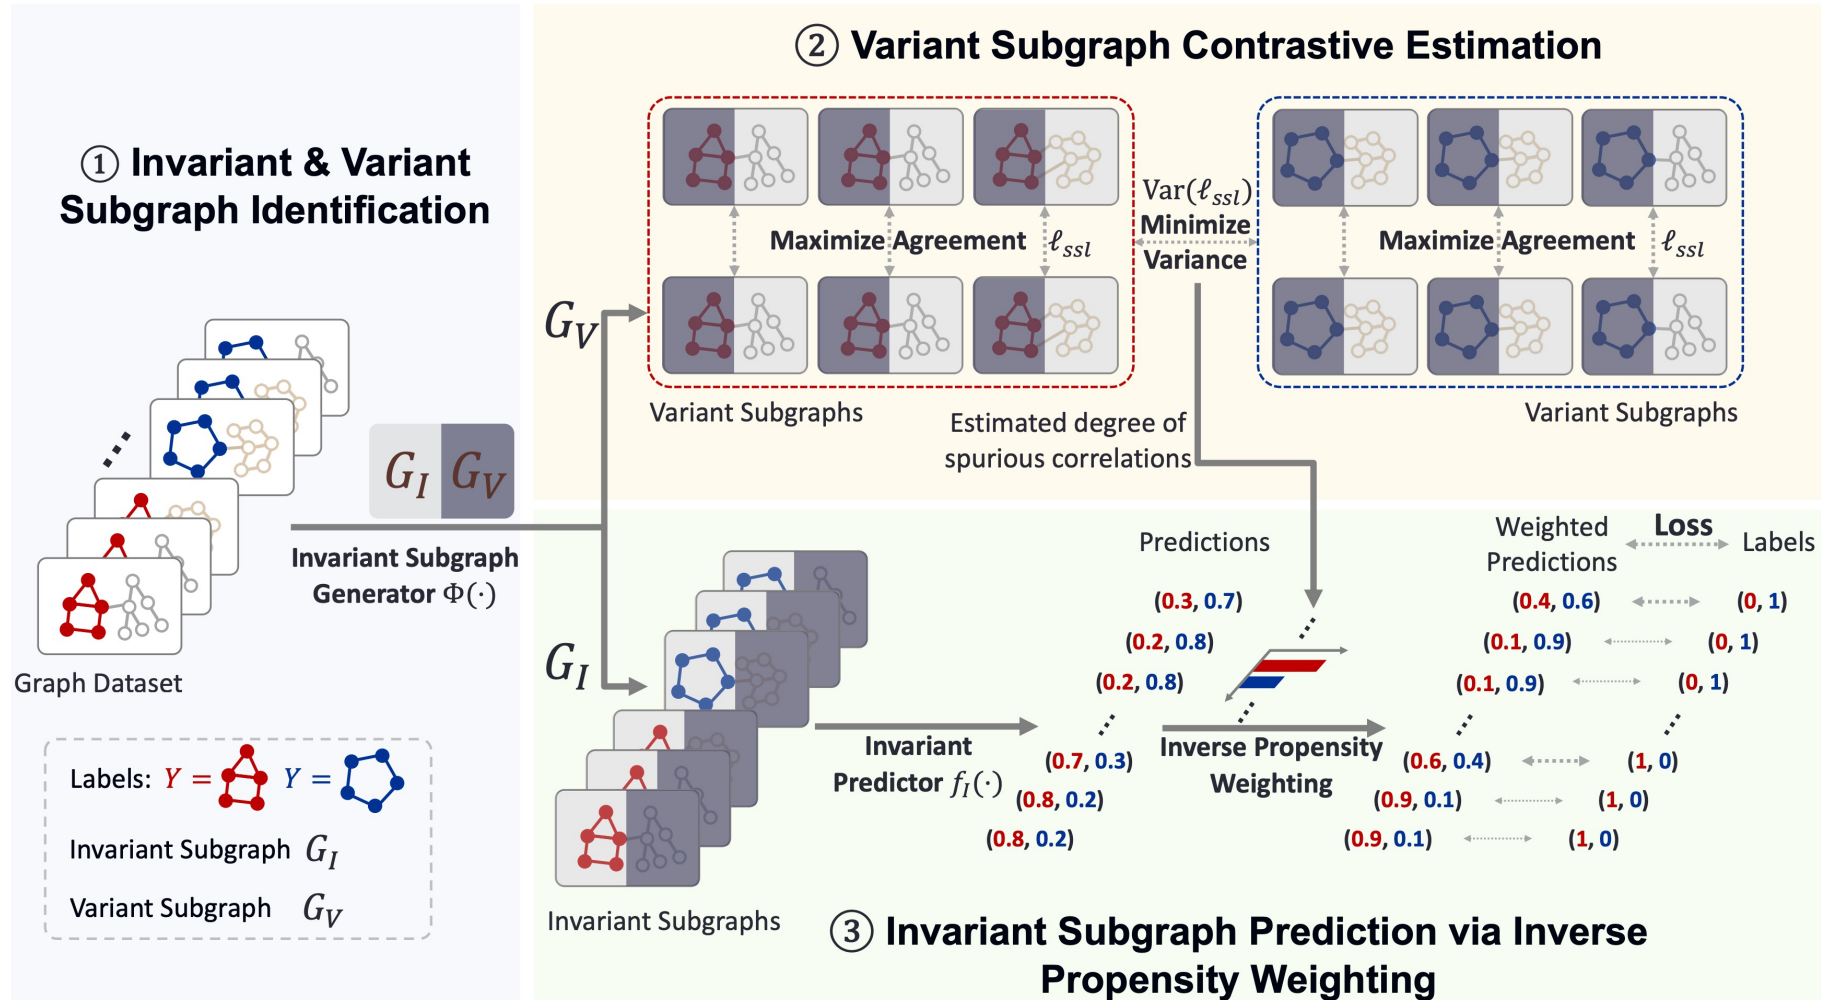 ① Invariant & Variant
Subgraph Identification
G_I G_V
Invariant Subgraph
Generator Φ(·)
Graph Dataset
Labels: Y = Y =
Invariant Subgraph G_I
Variant Subgraph G_V
② Variant Subgraph Contrastive Estimation
G_V
Maximize Agreement ℓ_ssl
Var(ℓ_ssl)
Minimize
Variance
Maximize Agreement ℓ_ssl
Variant Subgraphs
Variant Subgraphs
Estimated degree of
spurious correlations
G_I
Invariant Subgraphs
Invariant
Predictor f_I(·)
Predictions
(0.3, 0.7)
(0.2, 0.8)
(0.2, 0.8)
(0.7, 0.3)
(0.8, 0.2)
(0.8, 0.2)
Inverse Propensity
Weighting
Weighted
Predictions
Loss
Labels
(0.4, 0.6) (0, 1)
(0.1, 0.9) (0, 1)
(0.1, 0.9) (0, 1)
(0.6, 0.4) (1, 0)
(0.9, 0.1) (1, 0)
(0.9, 0.1) (1, 0)
③ Invariant Subgraph Prediction via Inverse
Propensity Weighting